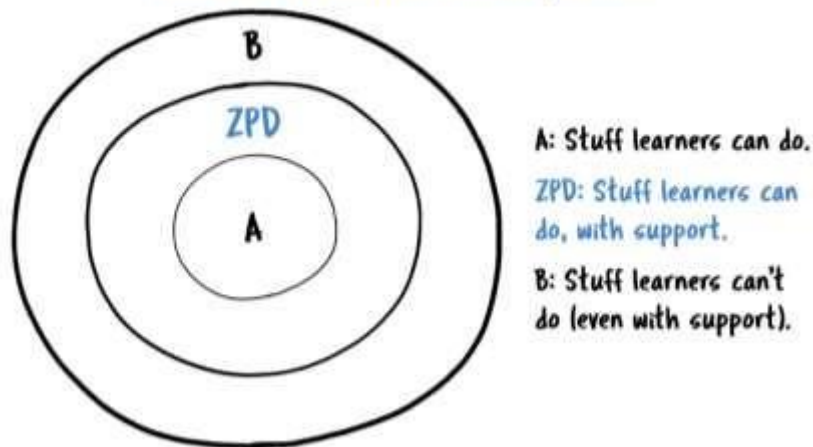 B
ZPD
A
A: Stuff learners can do.
ZPD: Stuff learners can
do, with support.
B: Stuff learners can't
do (even with support).